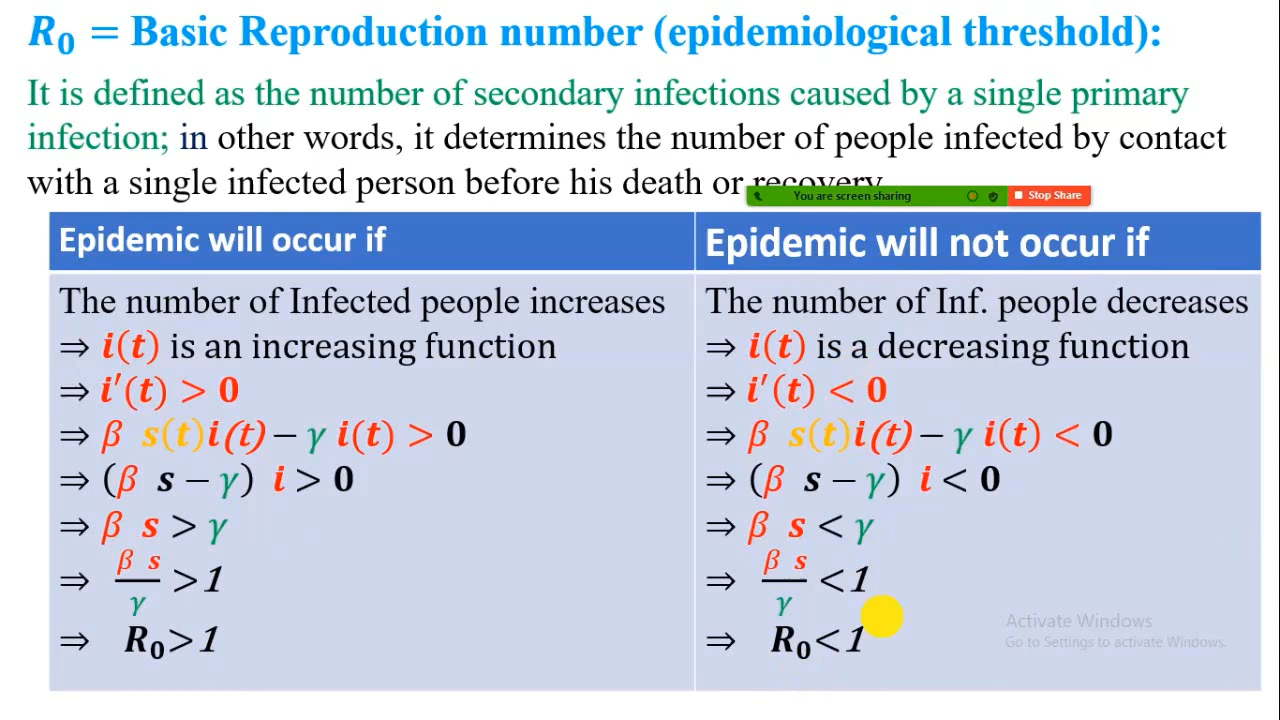 R₀ = Basic Reproduction number (epidemiological threshold):
It is defined as the number of secondary infections caused by a single primary
infection; in other words, it determines the number of people infected by contact
with a single infected person before his death or recovery
You are screen sharing
Stop Share
Epidemic will occur if
The number of Infected people increases
⇒ i(t) is an increasing function
⇒ i′(t) > 0
⇒ β s(t)i(t) – γ i(t) > 0
⇒ (β s – γ) i > 0
⇒ β s > γ
⇒ β s / γ > 1
⇒ R₀ > 1
Epidemic will not occur if
The number of Inf. people decreases
⇒ i(t) is a decreasing function
⇒ i′(t) < 0
⇒ β s(t)i(t) – γ i(t) < 0
⇒ (β s – γ) i < 0
⇒ β s < γ
⇒ β s / γ < 1
⇒ R₀ < 1
Activate Windows
Go to Settings to activate Windows.